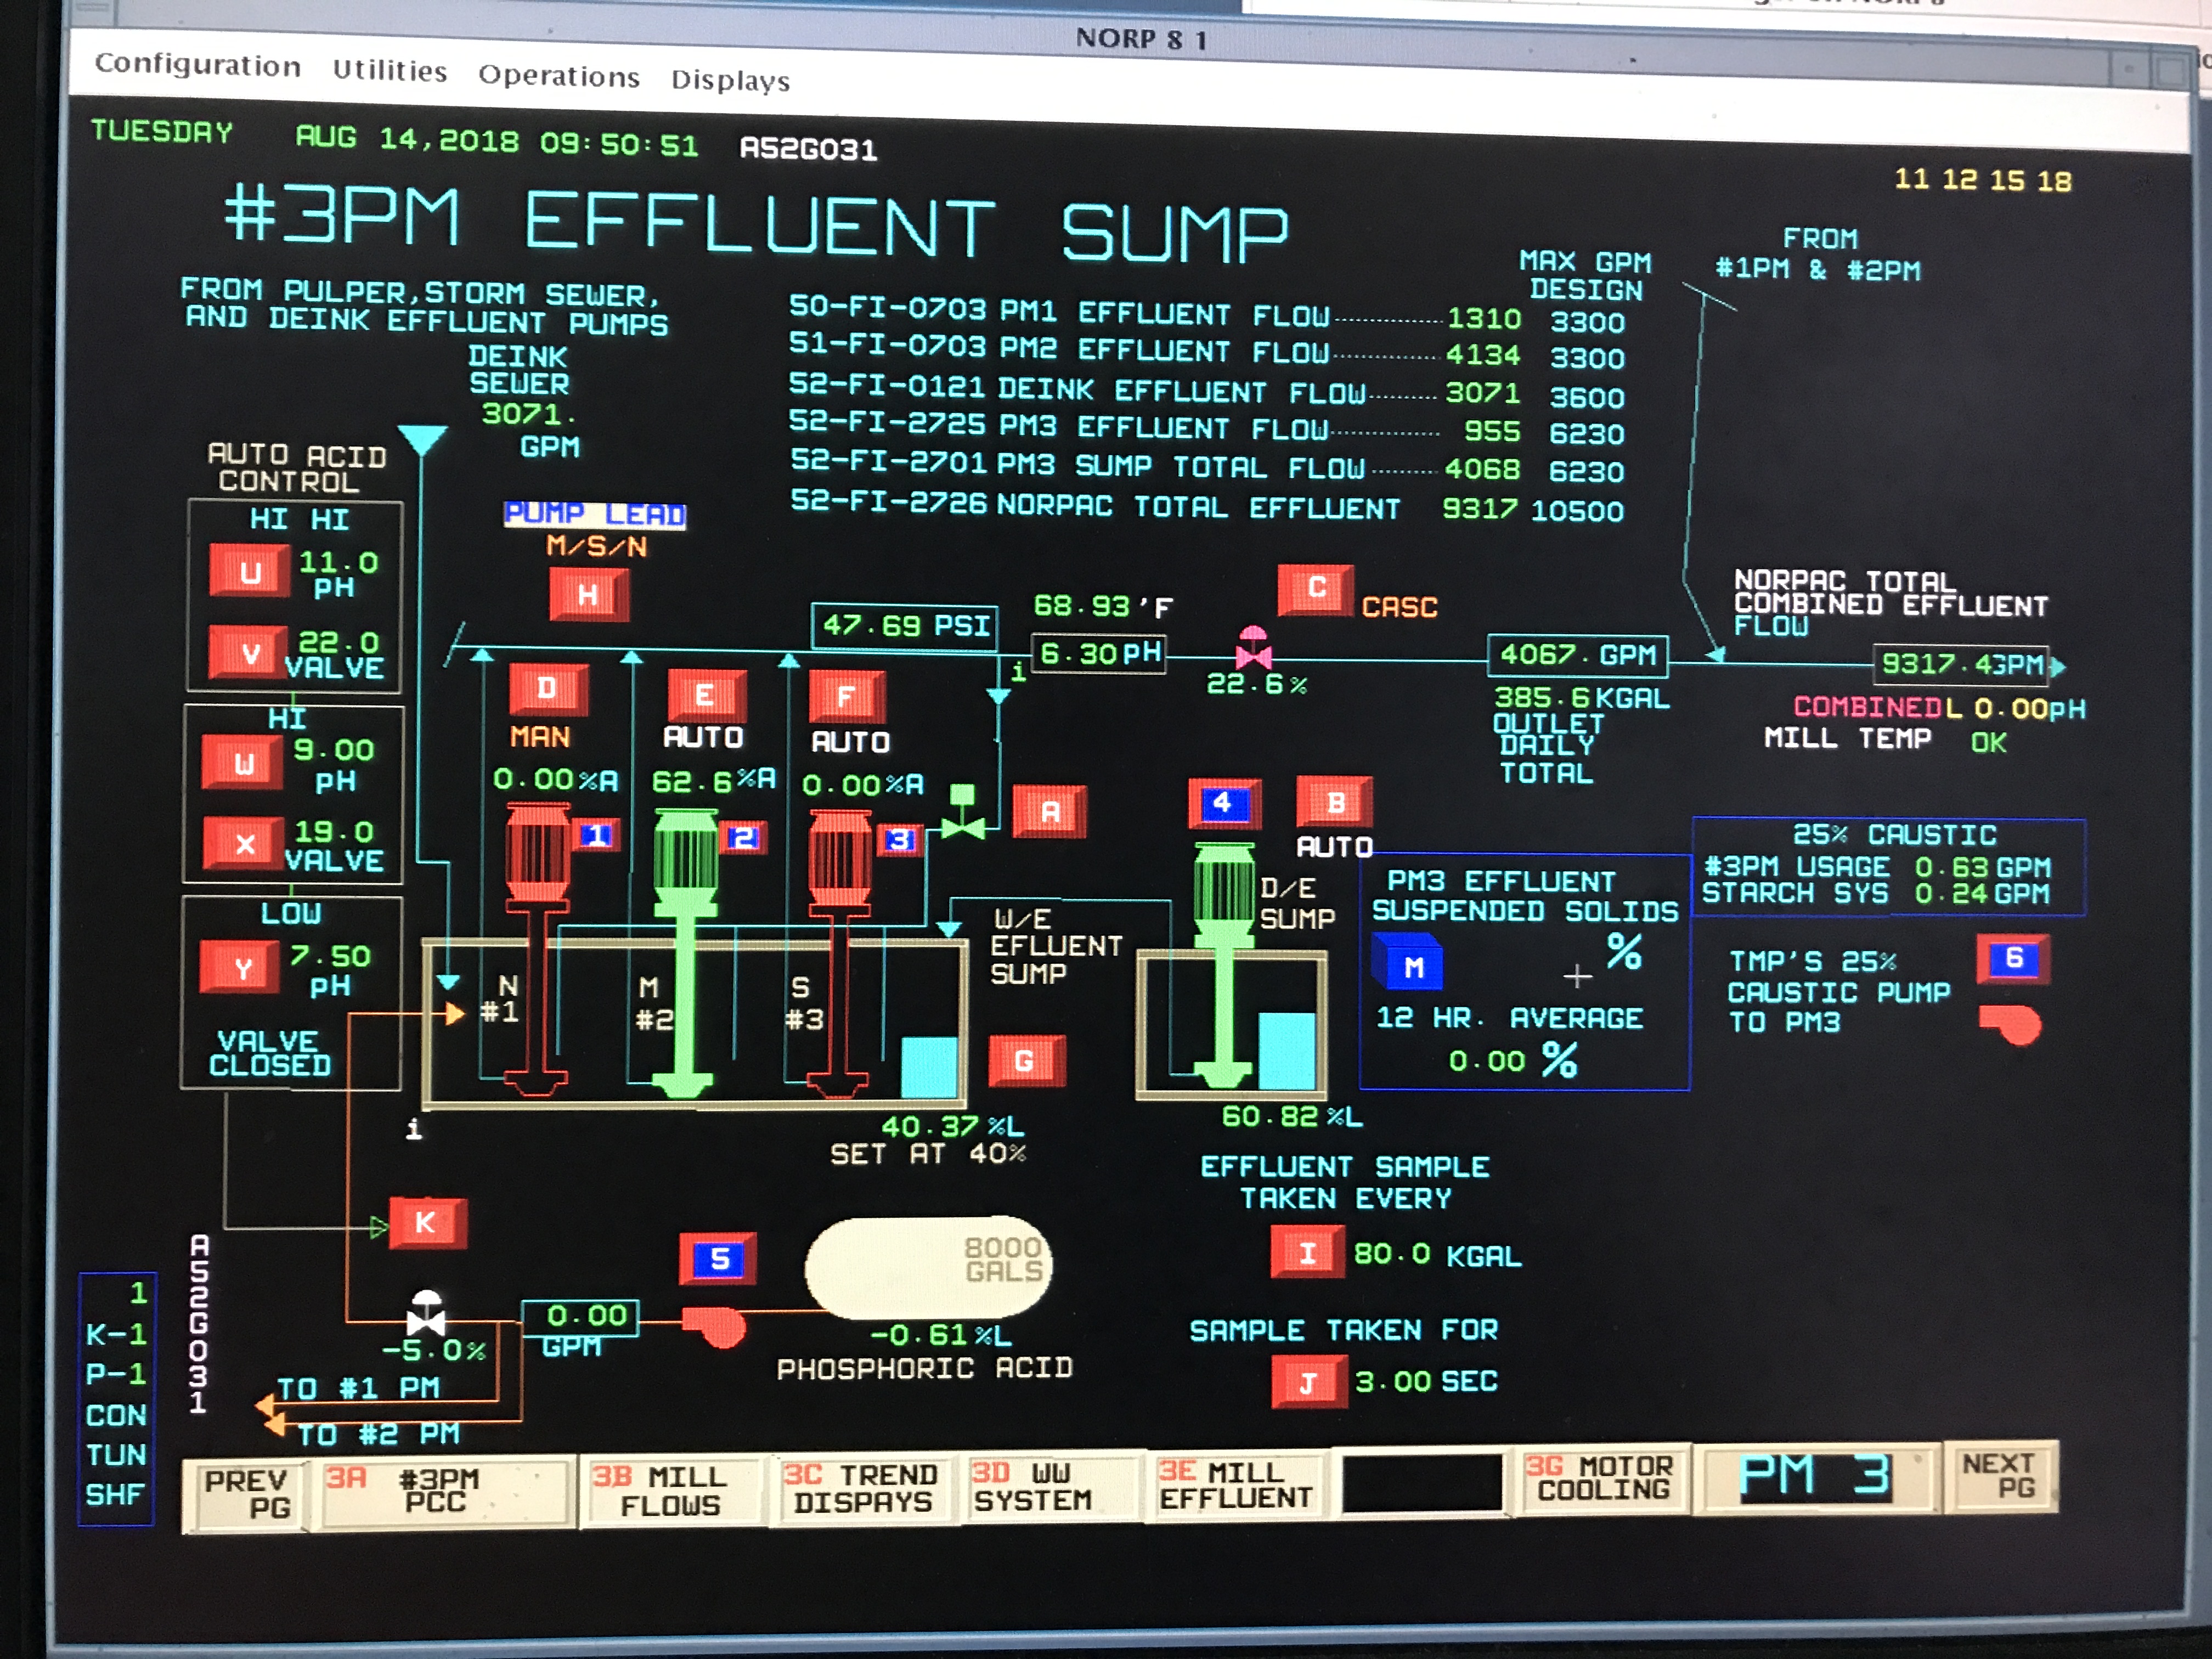 NORP 8 1
Configuration Utilities Operations Displays
TUESDAY AUG 14,2018 09:50:51 A52G031
11 12 15 18
#3PM EFFLUENT SUMP
FROM
#1PM & #2PM
MAX GPM
DESIGN
FROM PULPER,STORM SEWER,
AND DEINK EFFLUENT PUMPS
DEINK
SEWER
3071.
GPM
50-FI-0703 PM1 EFFLUENT FLOW 1310 3300
51-FI-0703 PM2 EFFLUENT FLOW 4134 3300
52-FI-0121 DEINK EFFLUENT FLOW 3071 3600
52-FI-2725 PM3 EFFLUENT FLOW 955 6230
52-FI-2701 PM3 SUMP TOTAL FLOW 4068 6230
52-FI-2726 NORPAC TOTAL EFFLUENT 9317 10500
AUTO ACID
CONTROL
HI HI
U 11.0
PH
V 22.0
VALVE
HI
W 9.00
PH
X 19.0
VALVE
LOW
Y 7.50
PH
VALVE
CLOSED
PUMP LEAD
M/S/N
H
47.69 PSI
68.93 'F
6.30 PH
i
C CASC
22.6%
4067. GPM
385.6 KGAL
OUTLET
DAILY
TOTAL
NORPAC TOTAL
COMBINED EFFLUENT
FLOW
9317.4GPM
COMBINED L 0.00pH
MILL TEMP OK
D
MAN
0.00%A
1
E
AUTO
62.6%A
2
F
AUTO
0.00%A
3
A
4
B
AUTO
D/E
SUMP
W/E
EFLUENT
SUMP
N
#1
M
#2
S
#3
G
i
40.37 %L
SET AT 40%
60.82 %L
PM3 EFFLUENT
SUSPENDED SOLIDS
M %
12 HR. AVERAGE
0.00 %
25% CAUSTIC
#3PM USAGE 0.63 GPM
STARCH SYS 0.24 GPM
TMP'S 25%
CAUSTIC PUMP
TO PM3
6
EFFLUENT SAMPLE
TAKEN EVERY
I 80.0 KGAL
SAMPLE TAKEN FOR
J 3.00 SEC
K
5
8000
GALS
0.00
GPM
-5.0%
-0.61 %L
PHOSPHORIC ACID
TO #1 PM
TO #2 PM
A52G031
1
K-1
P-1
CON
TUN
SHF
PREV
PG
3A #3PM
PCC
3B MILL
FLOWS
3C TREND
DISPAYS
3D WW
SYSTEM
3E MILL
EFFLUENT
3G MOTOR
COOLING
PM 3
NEXT
PG